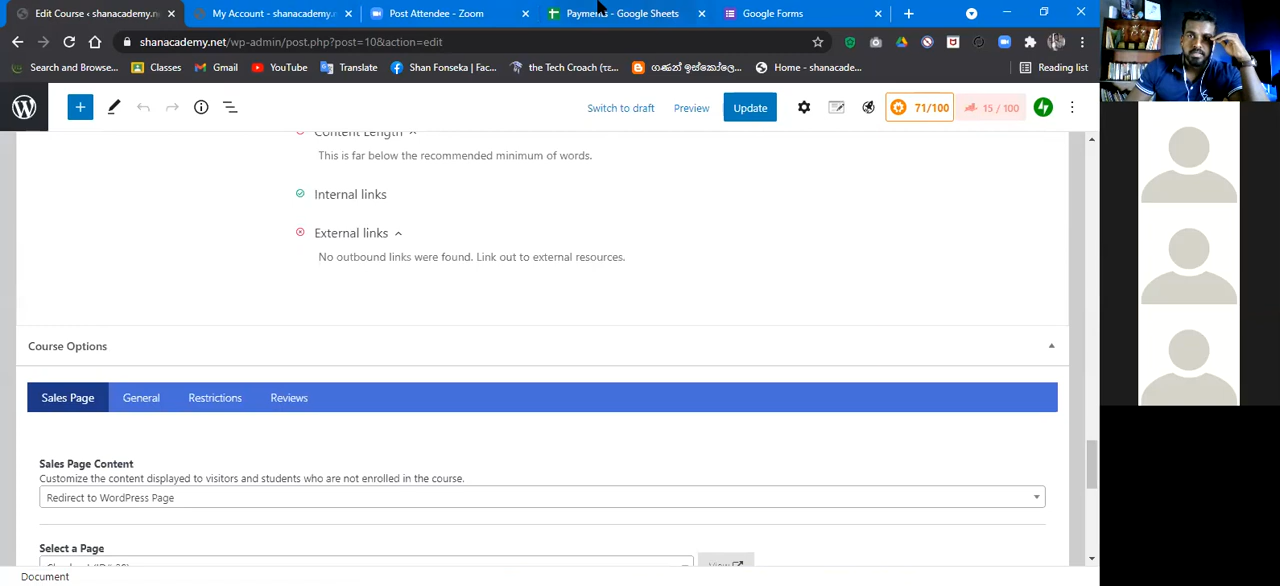 Edit Course ‹ shanacademy.n
My Account - shanacademy.
Post Attendee - Zoom
Payments - Google Sheets
Google Forms
shanacademy.net/wp-admin/post.php?post=10&action=edit
Search and Browse...
Classes
Gmail
YouTube
Translate
Shan Fonseka | Fac...
the Tech Coach (
Home - shanacade...
Reading list
Switch to draft
Preview
Update
71/100
15 / 100
Content Length
This is far below the recommended minimum of words.
Internal links
External links
No outbound links were found. Link out to external resources.
Course Options
Sales Page
General
Restrictions
Reviews
Sales Page Content
Customize the content displayed to visitors and students who are not enrolled in the course.
Redirect to WordPress Page
Select a Page
View
Document